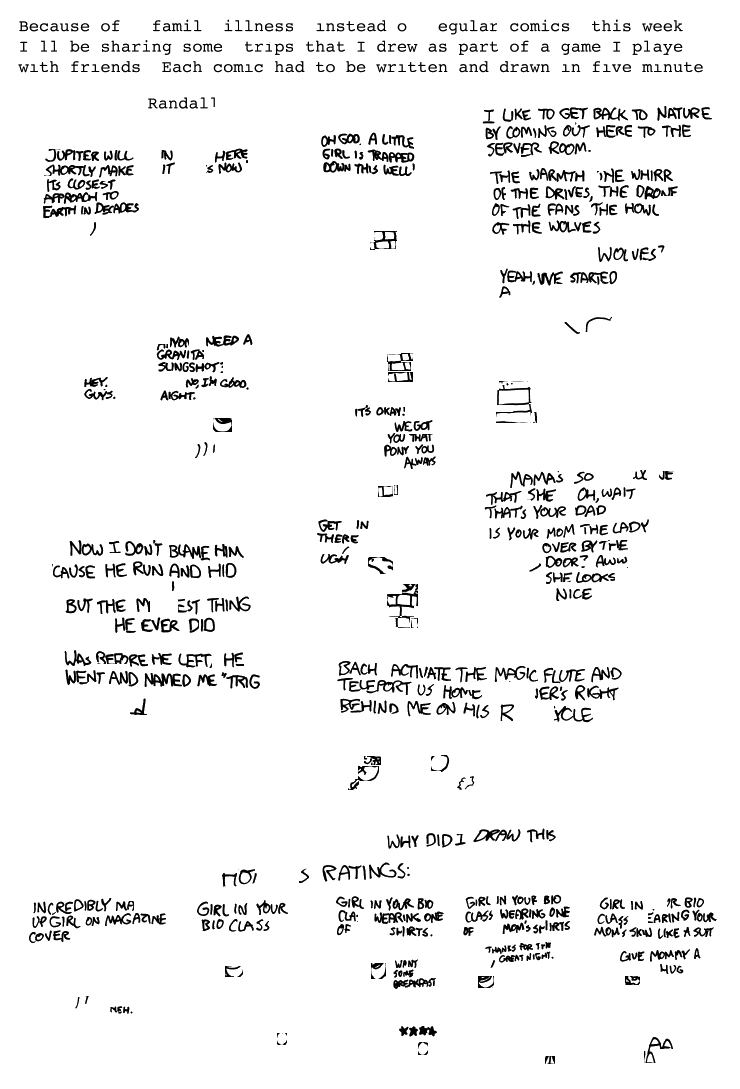 Because of famil illness instead o egular comics this week
I ll be sharing some trips that I drew as part of a game I playe
with friends Each comic had to be written and drawn in five minute
Randall
JUPITER WILL
SHORTLY MAKE
ITS CLOSEST
APPROACH TO
EARTH IN DECADES
IN HERE
IT S NOW
HEY.
GUYS.
YOU NEED A
GRAVITA
SLINGSHOT?
NO, I'M GOOD.
AIGHT.
OH GOD. A LITTLE
GIRL IS TRAPPED
DOWN THIS WELL!
IT'S OKAY!
WE GOT
YOU THAT
PONY YOU
ALWAYS
GET IN
THERE
UGH
I LIKE TO GET BACK TO NATURE
BY COMING OUT HERE TO THE
SERVER ROOM.
THE WARMTH THE WHIRR
OF THE DRIVES, THE DRONE
OF THE FANS THE HOWL
OF THE WOLVES
WOLVES?
YEAH, WE STARTED
A
MAMA'S SO
THAT SHE OH, WAIT
THAT'S YOUR DAD
IS YOUR MOM THE LADY
OVER BY THE
DOOR? AWW.
SHE LOOKS
NICE
NOW I DON'T BLAME HIM
'CAUSE HE RUN AND HID
BUT THE M EST THING
HE EVER DID
WAS BEFORE HE LEFT, HE
WENT AND NAMED ME "TRIG
BACH ACTIVATE THE MAGIC FLUTE AND
TELEPORT US HOME ER'S RIGHT
BEHIND ME ON HIS R YCLE
WHY DID I DRAW THIS
S RATINGS:
INCREDIBLY MA
UP GIRL ON MAGAZINE
COVER
MEH.
GIRL IN YOUR
BIO CLASS
GIRL IN YOUR BIO
CLA WEARING ONE
OF SHIRTS.
WANT
SOME
BREAKFAST
★★★★
GIRL IN YOUR BIO
CLASS WEARING ONE
OF MOM'S SHIRTS
THANKS FOR THE
GREAT NIGHT.
GIRL IN R BIO
CLASS EARING YOUR
MOM'S SKIN LIKE A SUIT
GIVE MOMMY A
HUG